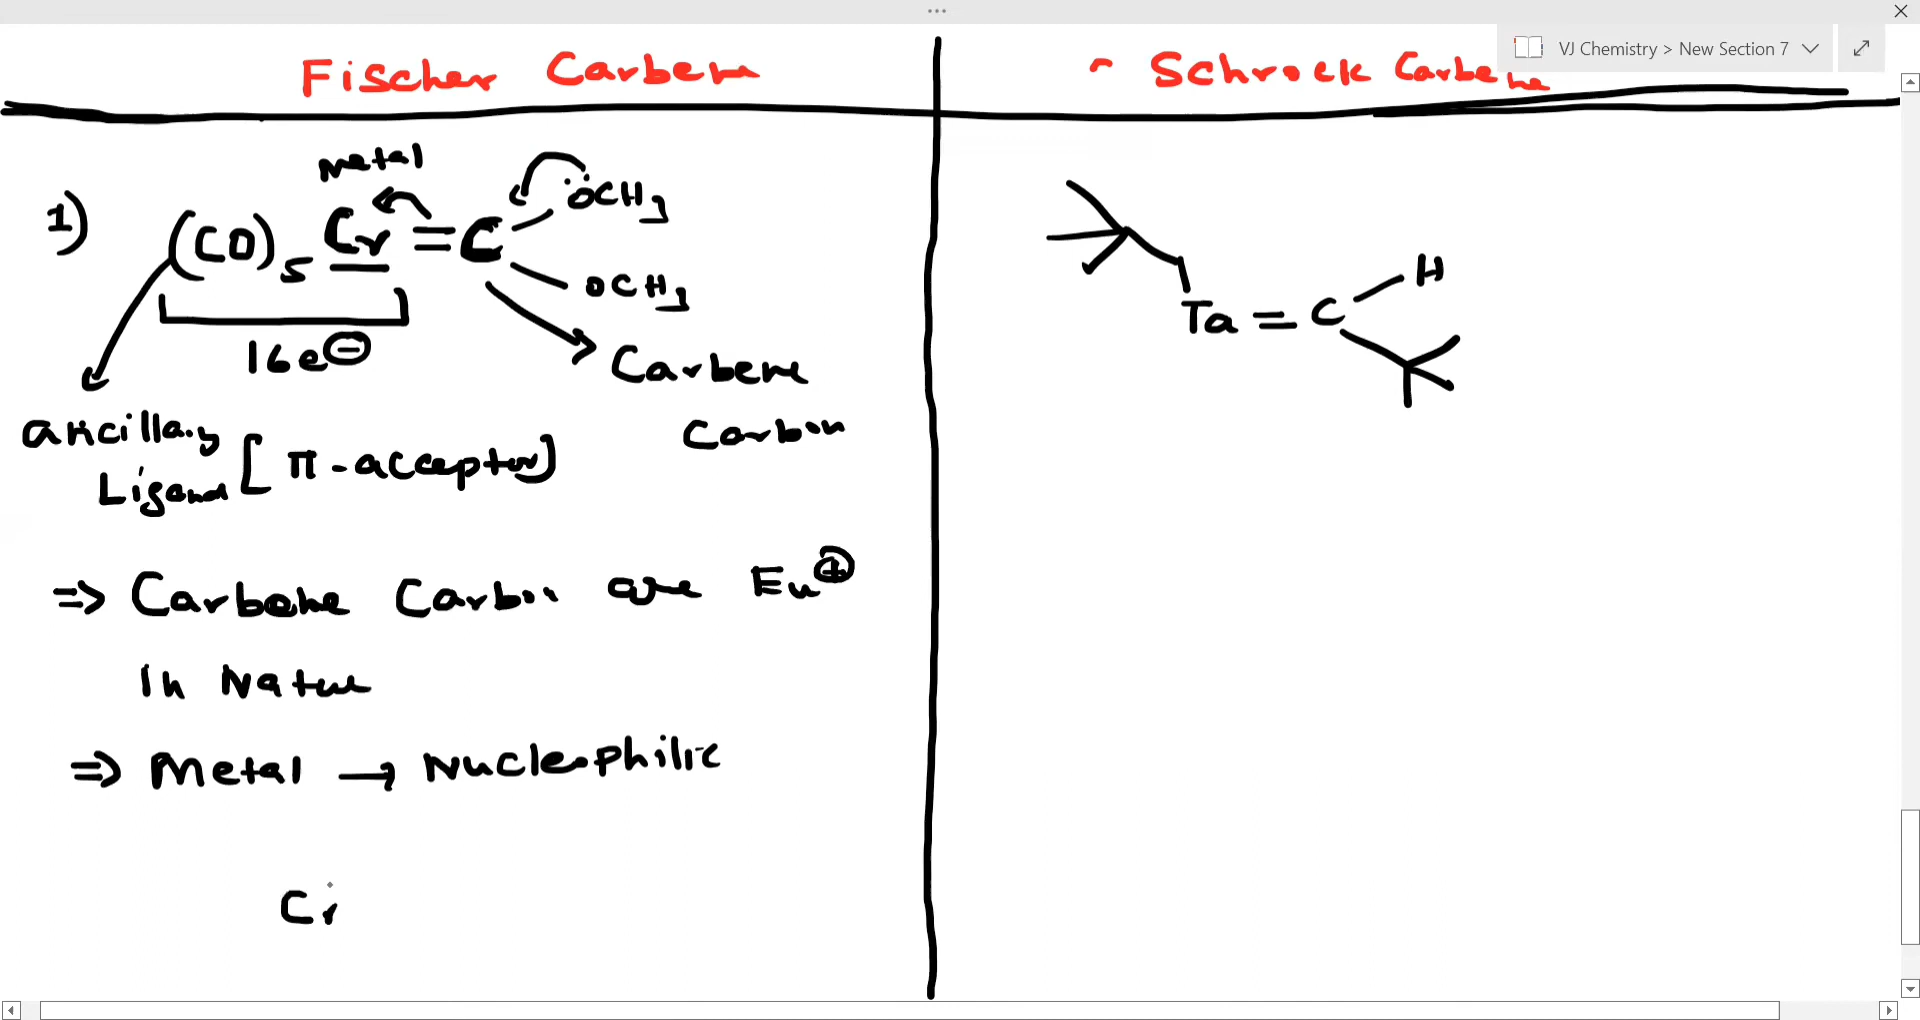 VJ Chemistry > New Section 7
Fischer Carbene
Schrock Carbene
metal
1) (CO)5 Cr = C
:OCH3
OCH3
16e⊖
Carbene
Carbon
ancillary
Ligand [π-acceptor]
⇒ Carbene Carbon are Eu⊕
in Nature
⇒ Metal → Nucleophilic
Cr
H
Ta = C